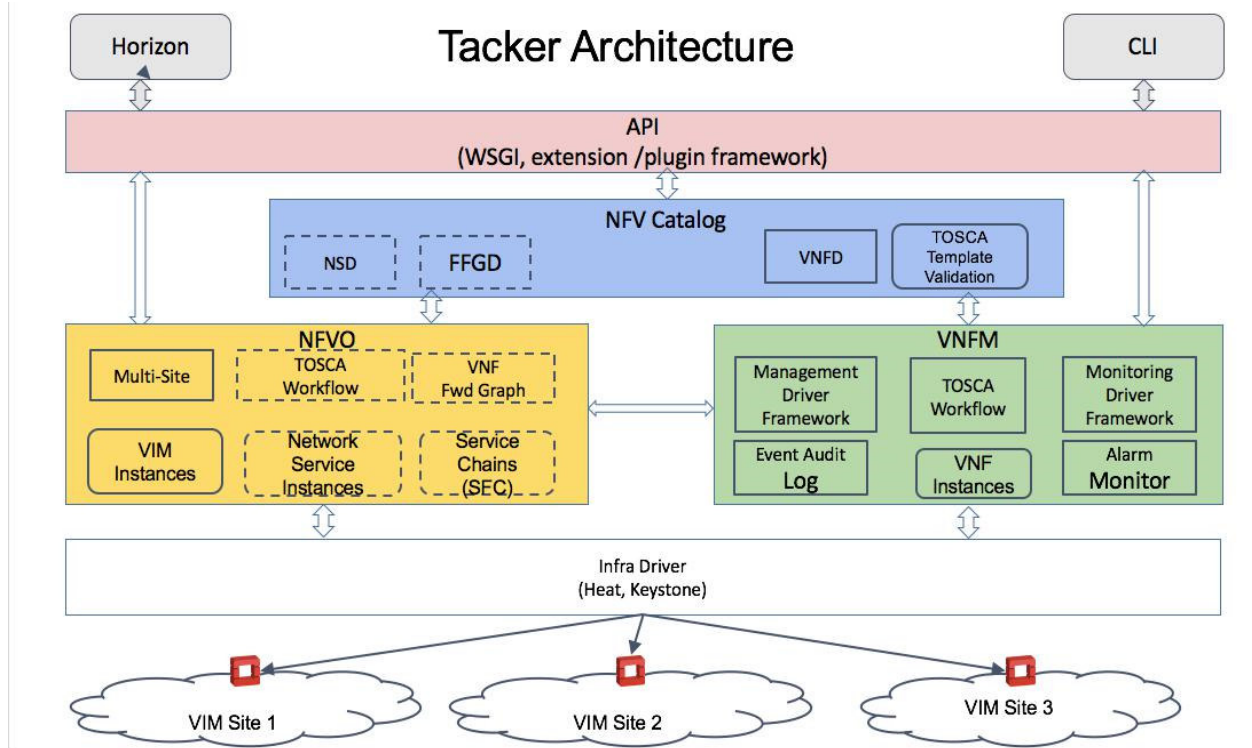 Horizon
Tacker Architecture
CLI
API
(WSGI, extension /plugin framework)
NFV Catalog
NSD
FFGD
VNFD
TOSCA
Template
Validation
NFVO
Multi-Site
TOSCA
Workflow
VNF
Fwd Graph
VIM
Instances
Network
Service
Instances
Service
Chains
(SEC)
VNFM
Management
Driver
Framework
TOSCA
Workflow
Monitoring
Driver
Framework
Event Audit
Log
VNF
Instances
Alarm
Monitor
Infra Driver
(Heat, Keystone)
VIM Site 1
VIM Site 2
VIM Site 3